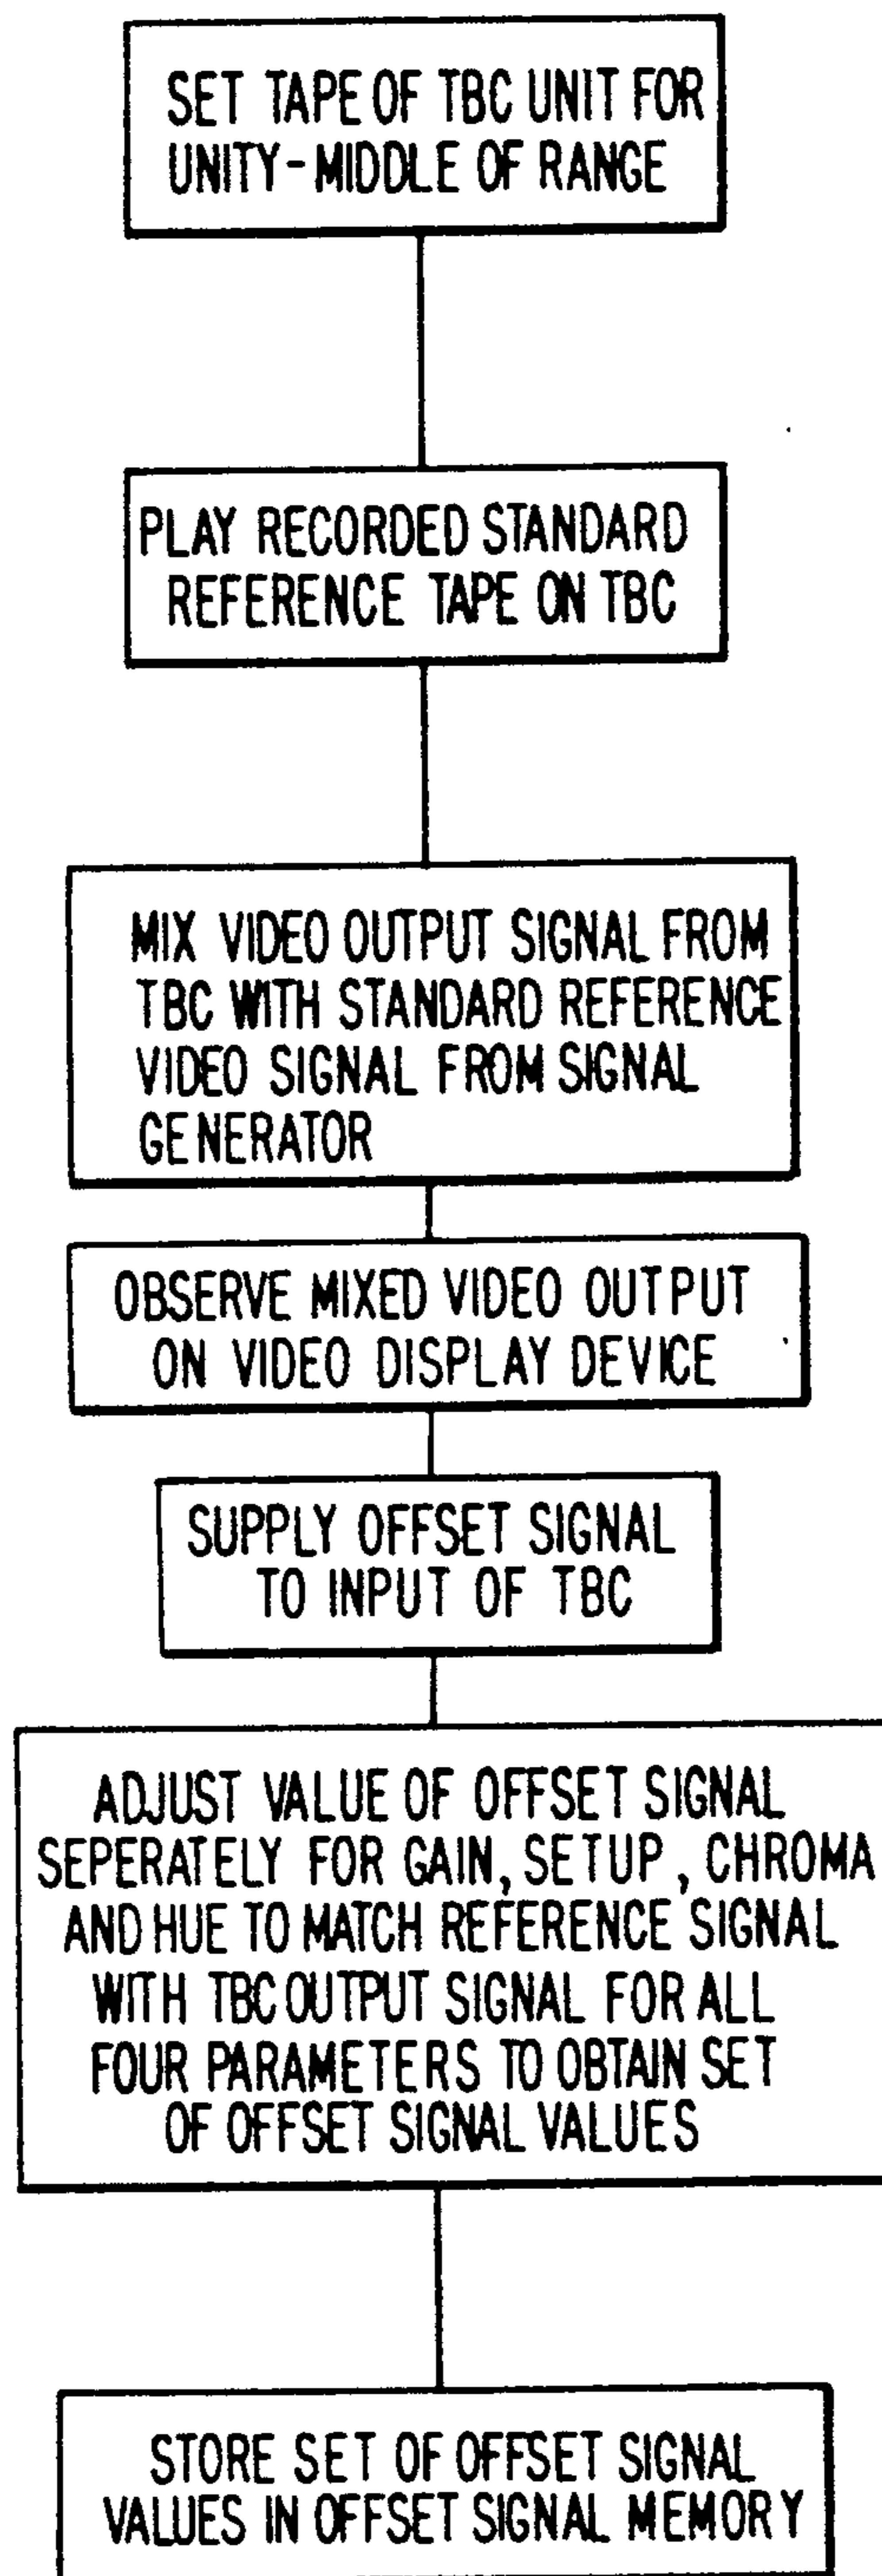 SET TAPE OF TBC UNIT FOR
UNITY-MIDDLE OF RANGE
PLAY RECORDED STANDARD
REFERENCE TAPE ON TBC
MIX VIDEO OUTPUT SIGNAL FROM
TBC WITH STANDARD REFERENCE
VIDEO SIGNAL FROM SIGNAL
GENERATOR
OBSERVE MIXED VIDEO OUTPUT
ON VIDEO DISPLAY DEVICE
SUPPLY OFFSET SIGNAL
TO INPUT OF TBC
ADJUST VALUE OF OFFSET SIGNAL
SEPERATELY FOR GAIN, SETUP, CHROMA
AND HUE TO MATCH REFERENCE SIGNAL
WITH TBC OUTPUT SIGNAL FOR ALL
FOUR PARAMETERS TO OBTAIN SET
OF OFFSET SIGNAL VALUES
STORE SET OF OFFSET SIGNAL
VALUES IN OFFSET SIGNAL MEMORY